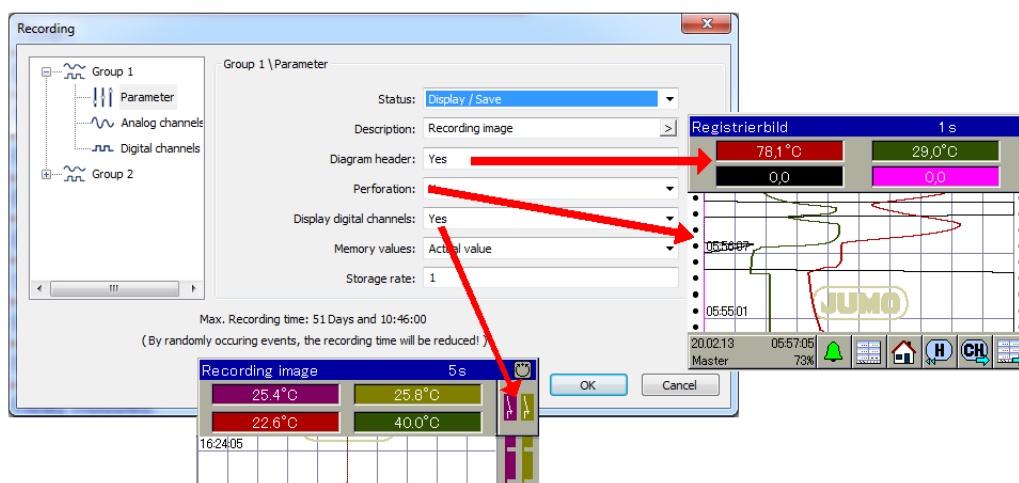 Recording
Group 1
Parameter
Analog channels
Digital channels
Group 2
Group 1 \ Parameter
Status: Display / Save
Description: Recording image >
Diagram header: Yes
Perforation:
Display digital channels: Yes
Memory values: Actual value
Storage rate: 1
Max. Recording time: 51 Days and 10:46:00
( By randomly occuring events, the recording time will be reduced! )
OK Cancel
Registrierbild 1s
78,1°C 29,0°C
0,0 0,0
05:56:07
05:55:01
JUMO
20.02.13 05:57:05
Master 73%
H CH
Recording image 5s
25.4°C 25.8°C
22.6°C 40.0°C
16:24:05